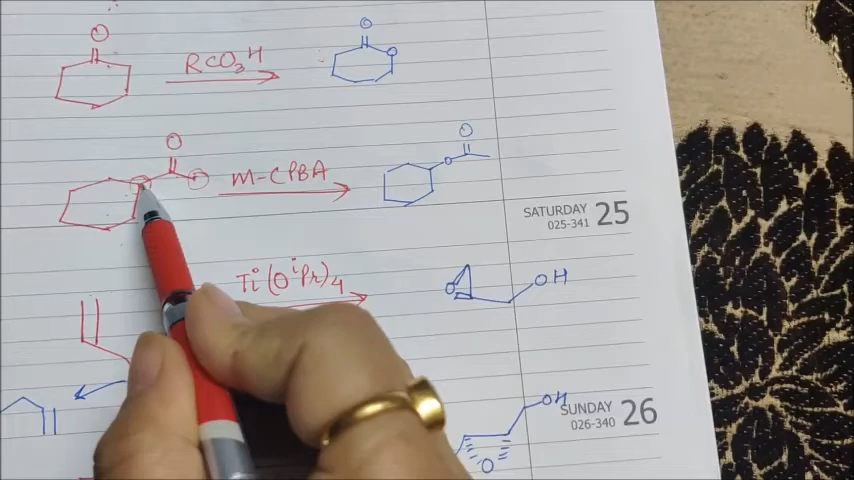 O
RCO3H
O
O
O
M-CPBA
O
O
SATURDAY 25
025-341
Ti(OiPr)4
O
OH
OH
SUNDAY 26
026-340
O